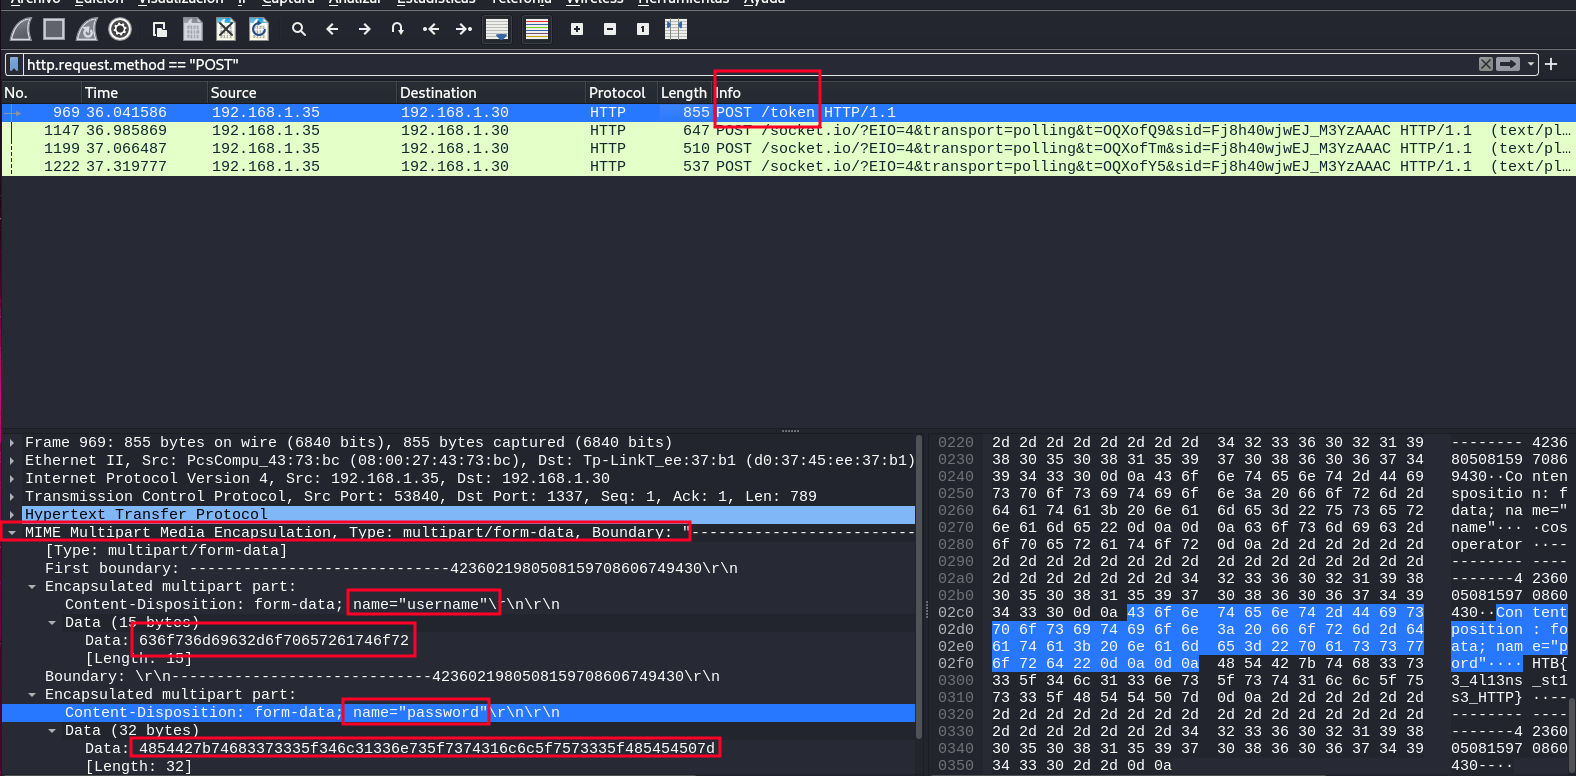 Archivo Edición Visualización Ir Captura Analizar Estadísticas Telefonía Wireless Herramientas Ayuda
http.request.method == "POST"
No. Time Source Destination Protocol Length Info
969 36.041586 192.168.1.35 192.168.1.30 HTTP 855 POST /token HTTP/1.1
1147 36.985869 192.168.1.35 192.168.1.30 HTTP 647 POST /socket.io/?EIO=4&transport=polling&t=OQXofQ9&sid=Fj8h40wjwEJ_M3YzAAAC HTTP/1.1 (text/pl…
1199 37.066487 192.168.1.35 192.168.1.30 HTTP 510 POST /socket.io/?EIO=4&transport=polling&t=OQXofTm&sid=Fj8h40wjwEJ_M3YzAAAC HTTP/1.1 (text/pl…
1222 37.319777 192.168.1.35 192.168.1.30 HTTP 537 POST /socket.io/?EIO=4&transport=polling&t=OQXofY5&sid=Fj8h40wjwEJ_M3YzAAAC HTTP/1.1 (text/pl…
Frame 969: 855 bytes on wire (6840 bits), 855 bytes captured (6840 bits)
Ethernet II, Src: PcsCompu_43:73:bc (08:00:27:43:73:bc), Dst: Tp-LinkT_ee:37:b1 (d0:37:45:ee:37:b1)
Internet Protocol Version 4, Src: 192.168.1.35, Dst: 192.168.1.30
Transmission Control Protocol, Src Port: 53840, Dst Port: 1337, Seq: 1, Ack: 1, Len: 789
Hypertext Transfer Protocol
MIME Multipart Media Encapsulation, Type: multipart/form-data, Boundary: "-------------------------
[Type: multipart/form-data]
First boundary: -----------------------------4236021980508159708606749430\r\n
Encapsulated multipart part:
Content-Disposition: form-data; name="username"\r\n\r\n
Data (15 bytes)
Data: 636f736d69632d6f70657261746f72
[Length: 15]
Boundary: \r\n-----------------------------4236021980508159708606749430\r\n
Encapsulated multipart part:
Content-Disposition: form-data; name="password"\r\n\r\n
Data (32 bytes)
Data: 4854427b74683373335f346c31336e735f7374316c6c5f7573335f485454507d
[Length: 32]
0220 2d 2d 2d 2d 2d 2d 2d 2d 34 32 33 36 30 32 31 39 -------- 4236
0230 38 30 35 30 38 31 35 39 37 30 38 36 30 36 37 34 80508159 7086
0240 39 34 33 30 0d 0a 43 6f 6e 74 65 6e 74 2d 44 69 9430··Co nten
0250 73 70 6f 73 69 74 69 6f 6e 3a 20 66 6f 72 6d 2d spositio n: f
0260 64 61 74 61 3b 20 6e 61 6d 65 3d 22 75 73 65 72 data; na me="
0270 6e 61 6d 65 22 0d 0a 0d 0a 63 6f 73 6d 69 63 2d name"··· ·cos
0280 6f 70 65 72 61 74 6f 72 0d 0a 2d 2d 2d 2d 2d 2d operator ··--
0290 2d 2d 2d 2d 2d 2d 2d 2d 2d 2d 2d 2d 2d 2d 2d 2d -------- ----
02a0 2d 2d 2d 2d 2d 2d 2d 34 32 33 36 30 32 31 39 38 -------4 2360
02b0 30 35 30 38 31 35 39 37 30 38 36 30 36 37 34 39 05081597 0860
02c0 34 33 30 0d 0a 43 6f 6e 74 65 6e 74 2d 44 69 73 430··Con tent
02d0 70 6f 73 69 74 69 6f 6e 3a 20 66 6f 72 6d 2d 64 position : fo
02e0 61 74 61 3b 20 6e 61 6d 65 3d 22 70 61 73 73 77 ata; nam e="p
02f0 6f 72 64 22 0d 0a 0d 0a 48 54 42 7b 74 68 33 73 ord"···· HTB{
0300 33 5f 34 6c 31 33 6e 73 5f 73 74 31 6c 6c 5f 75 3_4l13ns _st1
0310 73 33 5f 48 54 54 50 7d 0d 0a 2d 2d 2d 2d 2d 2d s3_HTTP} ··--
0320 2d 2d 2d 2d 2d 2d 2d 2d 2d 2d 2d 2d 2d 2d 2d 2d -------- ----
0330 2d 2d 2d 2d 2d 2d 2d 34 32 33 36 30 32 31 39 38 -------4 2360
0340 30 35 30 38 31 35 39 37 30 38 36 30 36 37 34 39 05081597 0860
0350 34 33 30 2d 2d 0d 0a 430--··